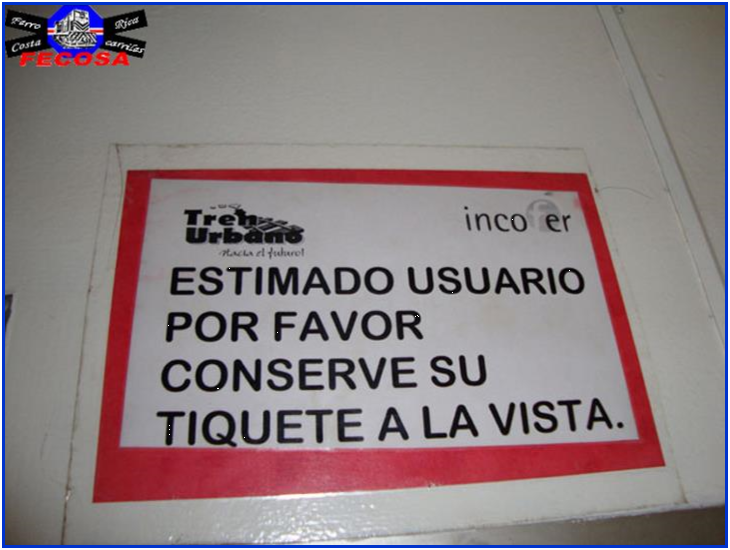 Ferro Rica
Costa carriles
FECOSA
Tren
Urbano
Hacia el futuro!
incofer
ESTIMADO USUARIO
POR FAVOR
CONSERVE SU
TIQUETE A LA VISTA.